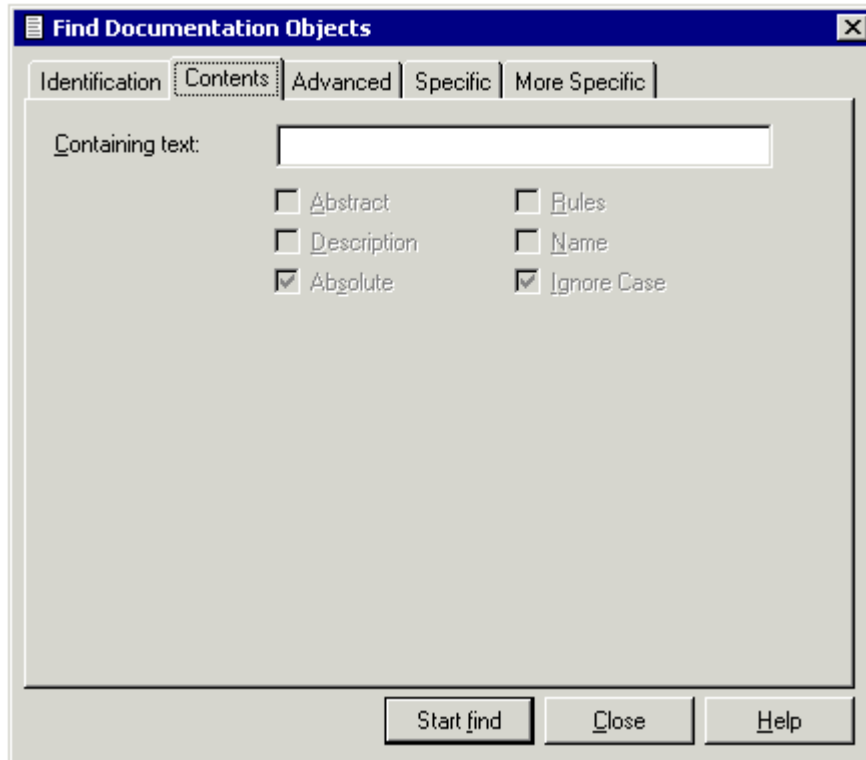 Find Documentation Objects
Identification Contents Advanced Specific More Specific
Containing text:
Abstract Rules
Description Name
Absolute Ignore Case
Start find Close Help